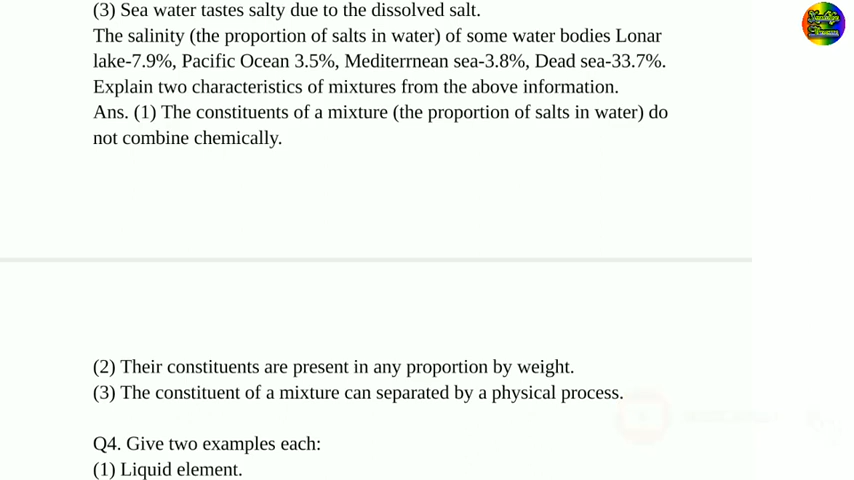 (3) Sea water tastes salty due to the dissolved salt.
The salinity (the proportion of salts in water) of some water bodies Lonar
lake-7.9%, Pacific Ocean 3.5%, Mediterrnean sea-3.8%, Dead sea-33.7%.
Explain two characteristics of mixtures from the above information.
Ans. (1) The constituents of a mixture (the proportion of salts in water) do
not combine chemically.
(2) Their constituents are present in any proportion by weight.
(3) The constituent of a mixture can separated by a physical process.
Q4. Give two examples each:
(1) Liquid element.